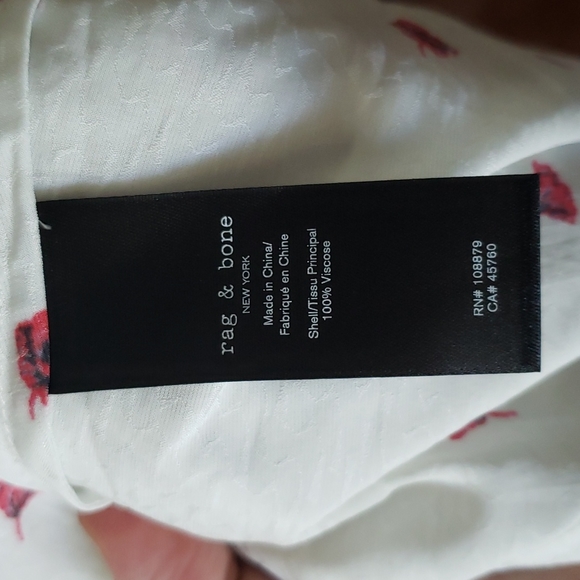 rag & bone
NEW YORK
Made in China/
Fabriqué en Chine
Shell/Tissu Principal
100% Viscose
RN# 108879
CA# 45760